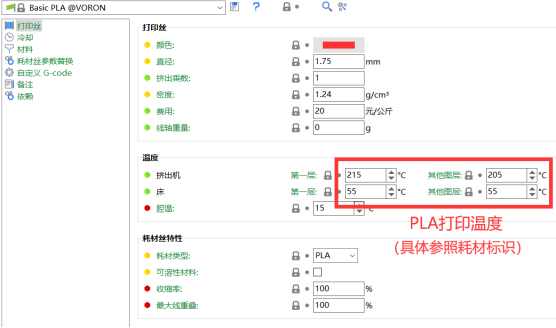 Basic PLA @VORON
打印丝
冷却
材料
耗材丝参数替换
自定义 G-code
备注
依赖
打印丝
颜色:
直径: 1.75 mm
挤出乘数: 1
密度: 1.24 g/cm³
费用: 20 元/公斤
线轴重量: 0 g
温度
挤出机 第一层: 215 °C 其他图层: 205 °C
床 第一层: 55 °C 其他图层: 55 °C
腔温: 15 °C
PLA打印温度
(具体参照耗材标识)
耗材丝特性
耗材类型: PLA
可溶性材料:
收缩率: 100 %
最大线重叠: 100 %